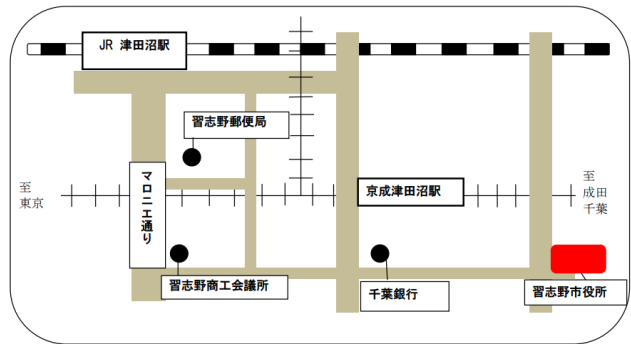 JR 津田沼駅
習志野郵便局
マロニエ通り
京成津田沼駅
至
東京
至
成田
千葉
習志野商工会議所
千葉銀行
習志野市役所